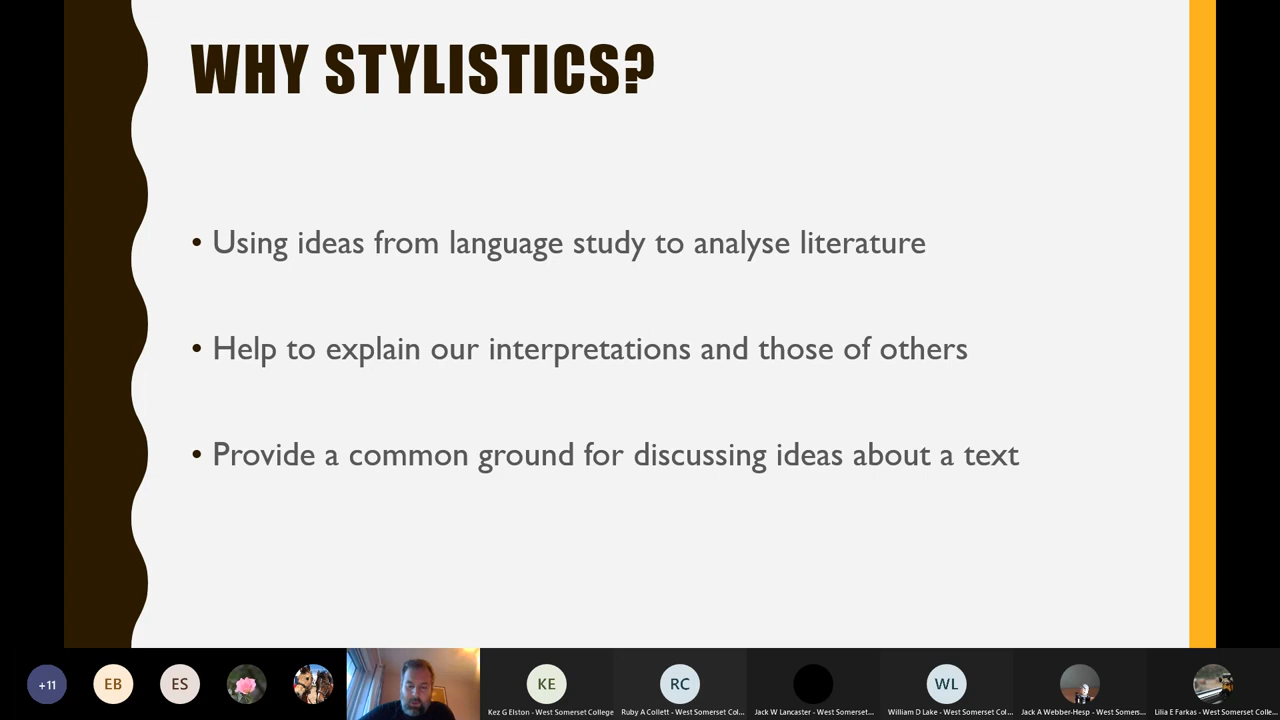 WHY STYLISTICS?
• Using ideas from language study to analyse literature
• Help to explain our interpretations and those of others
• Provide a common ground for discussing ideas about a text
+11
EB
ES
KE
RC
WL
Kez G Elston - West Somerset College
Ruby A Collett - West Somerset Col...
Jack W Lancaster - West Somerset...
William D Lake - West Somerset Col...
Jack A Webber-Hesp - West Somers...
Lilia E Farkas - West Somerset Colle...